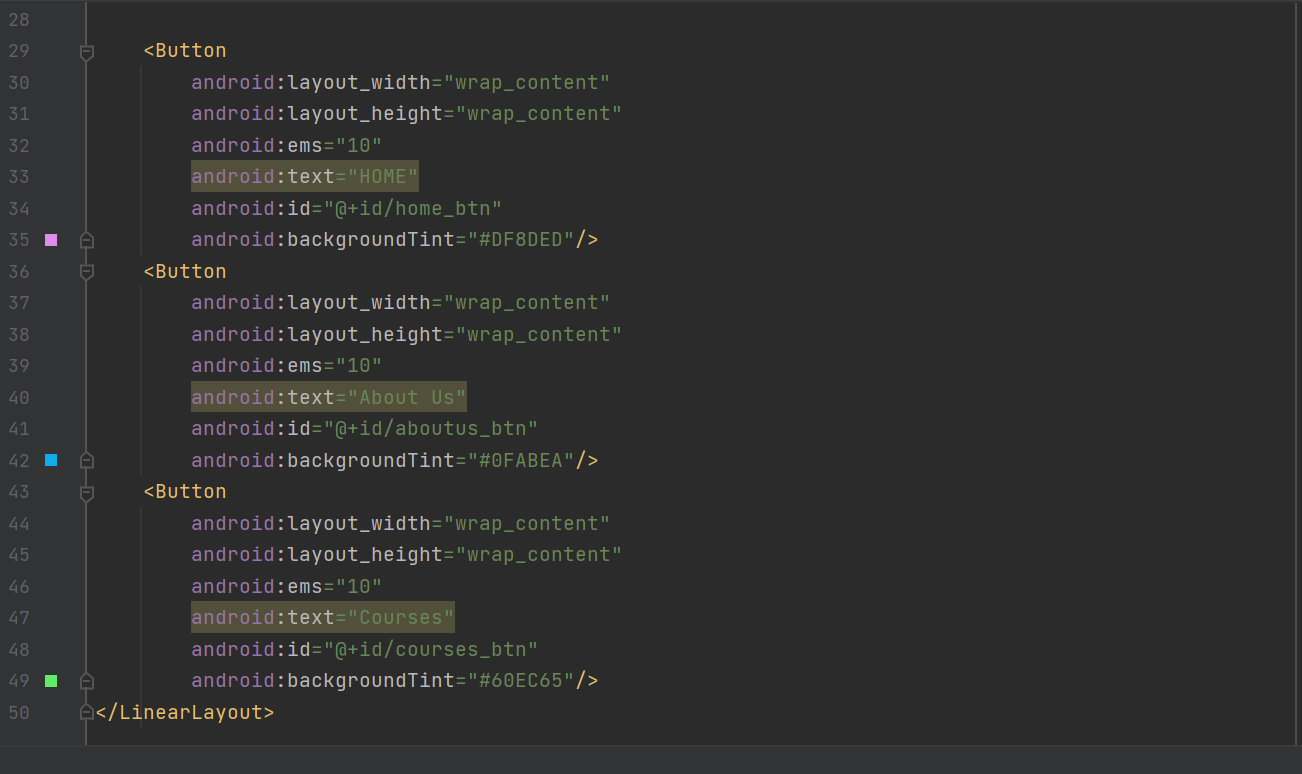 28
29 <Button
30 android:layout_width="wrap_content"
31 android:layout_height="wrap_content"
32 android:ems="10"
33 android:text="HOME"
34 android:id="@+id/home_btn"
35 android:backgroundTint="#DF8DED"/>
36 <Button
37 android:layout_width="wrap_content"
38 android:layout_height="wrap_content"
39 android:ems="10"
40 android:text="About Us"
41 android:id="@+id/aboutus_btn"
42 android:backgroundTint="#0FABEA"/>
43 <Button
44 android:layout_width="wrap_content"
45 android:layout_height="wrap_content"
46 android:ems="10"
47 android:text="Courses"
48 android:id="@+id/courses_btn"
49 android:backgroundTint="#60EC65"/>
50 </LinearLayout>